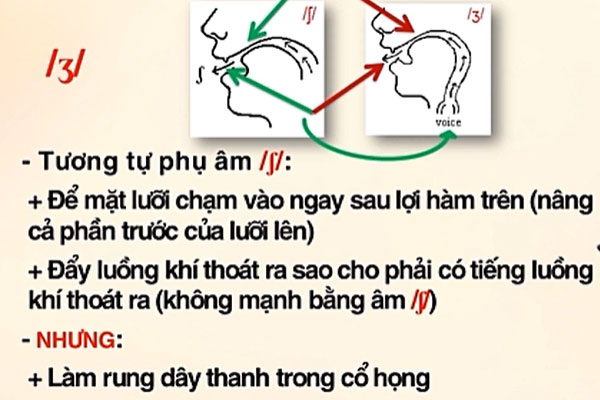 /ʃ/
/ʒ/
/ʒ/
ʃ
voice
- Tương tự phụ âm /ʃ/:
+ Để mặt lưỡi chạm vào ngay sau lợi hàm trên (nâng
cả phần trước của lưỡi lên)
+ Đẩy luồng khí thoát ra sao cho phải có tiếng luồng
khí thoát ra (không mạnh bằng âm /ʃ/)
- NHƯNG:
+ Làm rung dây thanh trong cổ họng